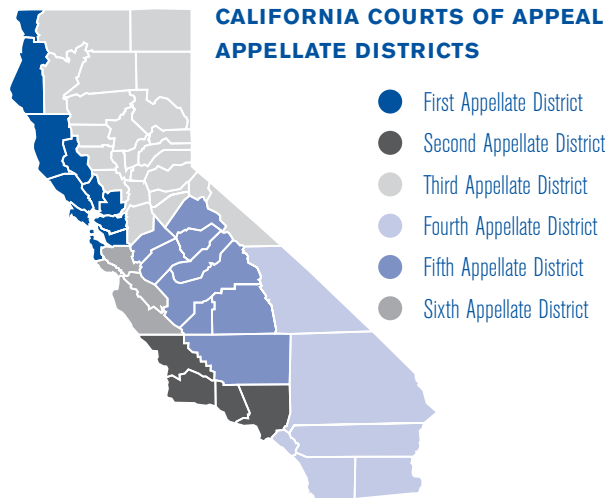 CALIFORNIA COURTS OF APPEAL
APPELLATE DISTRICTS
First Appellate District
Second Appellate District
Third Appellate District
Fourth Appellate District
Fifth Appellate District
Sixth Appellate District